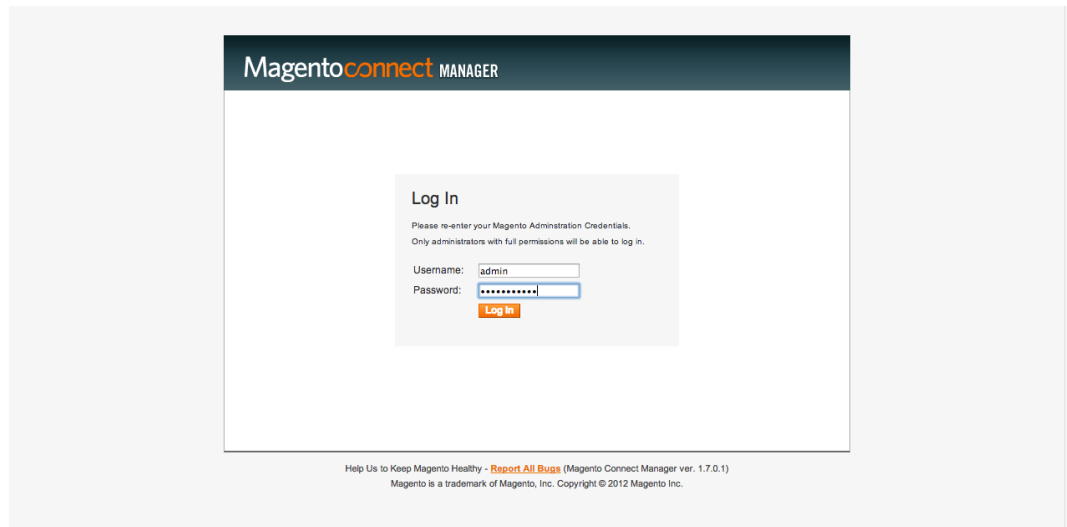 Magentoconnect MANAGER
Log In
Please re-enter your Magento Adminstration Credentials.
Only administrators with full permissions will be able to log in.
Username: admin
Password: •••••••••••
Log In
Help Us to Keep Magento Healthy - Report All Bugs (Magento Connect Manager ver. 1.7.0.1)
Magento is a trademark of Magento, Inc. Copyright © 2012 Magento Inc.